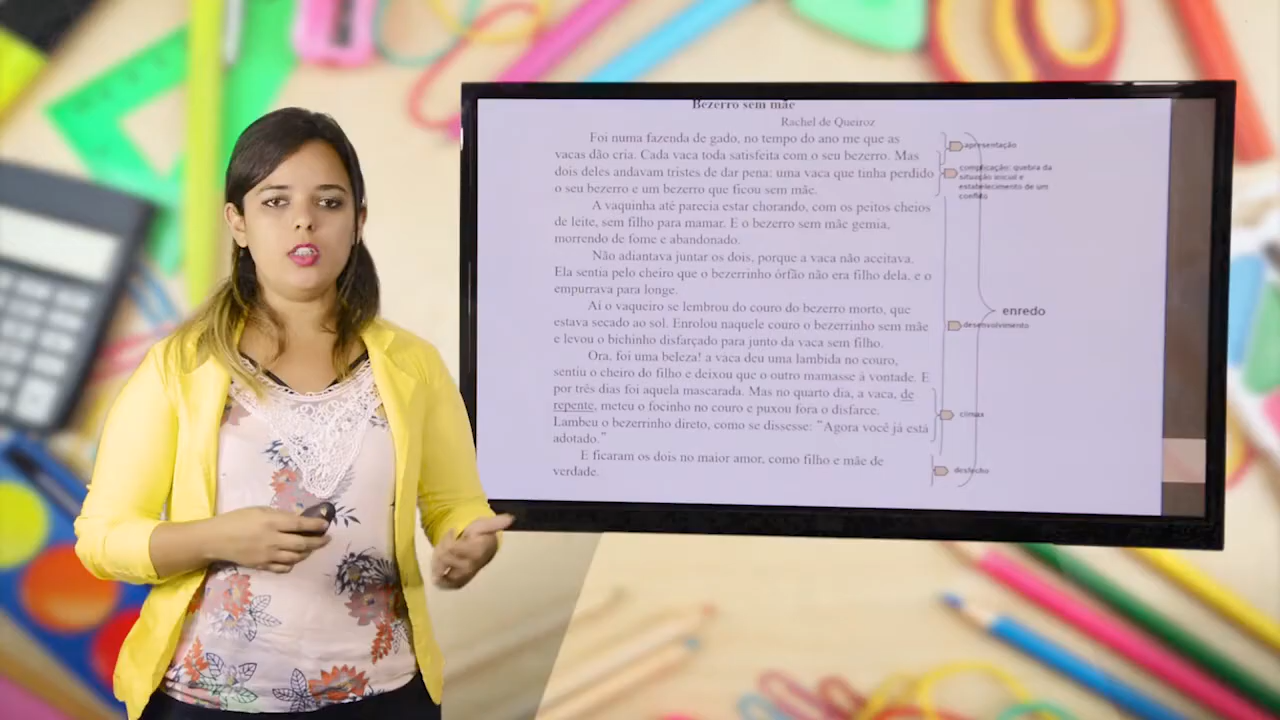 Bezerro sem mãe
Rachel de Queiroz
Foi numa fazenda de gado, no tempo do ano me que as
vacas dão cria. Cada vaca toda satisfeita com o seu bezerro. Mas
dois deles andavam tristes de dar pena: uma vaca que tinha perdido
o seu bezerro e um bezerro que ficou sem mãe.
A vaquinha até parecia estar chorando, com os peitos cheios
de leite, sem filho para mamar. E o bezerro sem mãe gemia,
morrendo de fome e abandonado.
Não adiantava juntar os dois, porque a vaca não aceitava.
Ela sentia pelo cheiro que o bezerrinho órfão não era filho dela, e o
empurrava para longe.
Aí o vaqueiro se lembrou do couro do bezerro morto, que
estava secado ao sol. Enrolou naquele couro o bezerrinho sem mãe
e levou o bichinho disfarçado para junto da vaca sem filho.
Ora, foi uma beleza! a vaca deu uma lambida no couro,
sentiu o cheiro do filho e deixou que o outro mamasse à vontade. E
por três dias foi aquela mascarada. Mas no quarto dia, a vaca, de
repente, meteu o focinho no couro e puxou fora o disfarce.
Lambeu o bezerrinho direto, como se dissesse: "Agora você já está
adotado."
E ficaram os dois no maior amor, como filho e mãe de
verdade.
apresentação
complicação: quebra da
situação inicial e
estabelecimento de um
conflito
enredo
desenvolvimento
clímax
desfecho